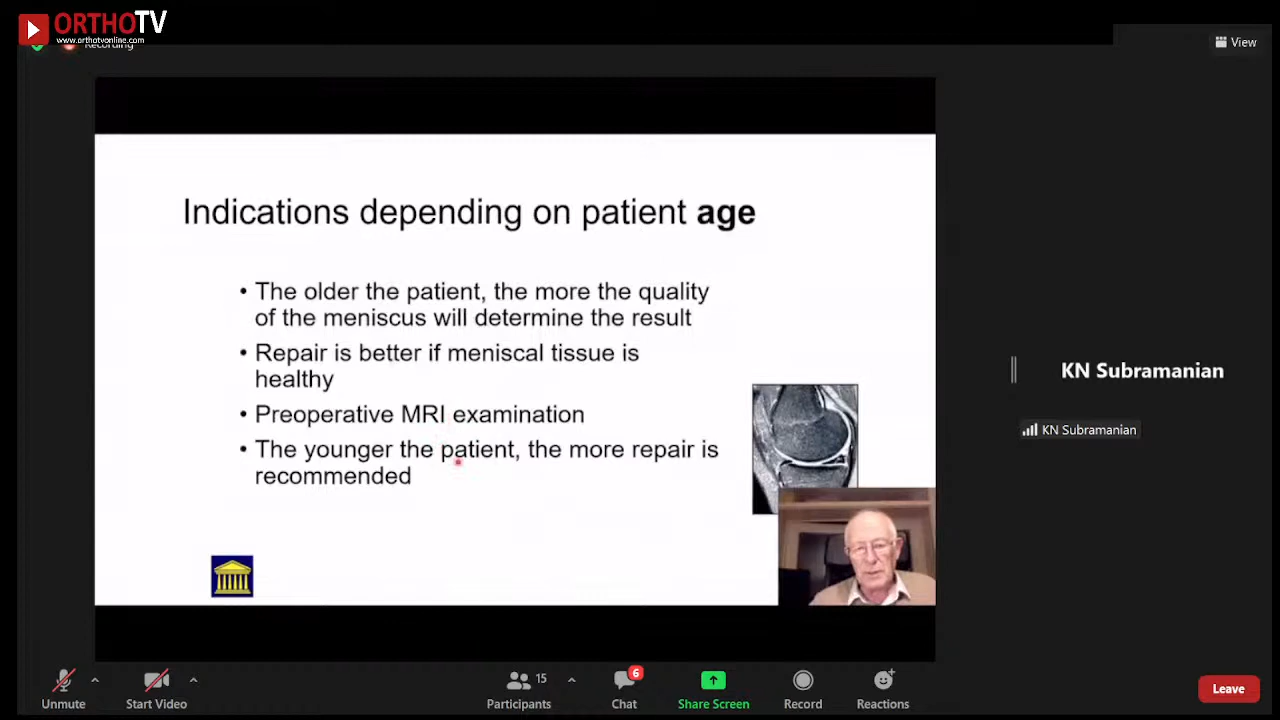 ORTHOTV
www.orthotvonline.com
Recording
View
Indications depending on patient age
• The older the patient, the more the quality
of the meniscus will determine the result
• Repair is better if meniscal tissue is
healthy
• Preoperative MRI examination
• The younger the patient, the more repair is
recommended
KN Subramanian
KN Subramanian
Unmute
Start Video
15
Participants
6
Chat
Share Screen
Record
Reactions
Leave